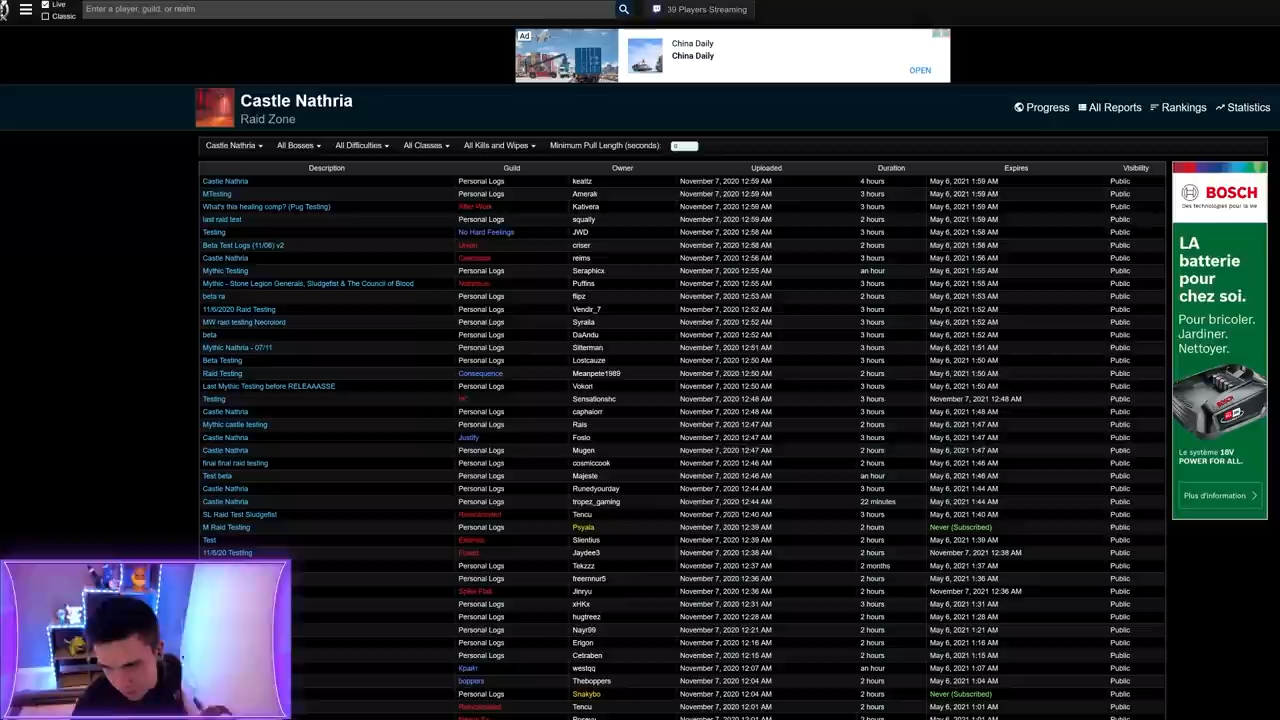 Live
Classic
Enter a player, guild, or realm
39 Players Streaming
Ad
China Daily
China Daily
OPEN
Castle Nathria
Raid Zone
Progress All Reports Rankings Statistics
Castle Nathria All Bosses All Difficulties All Classes All Kills and Wipes Minimum Pull Length (seconds): 0
Description Guild Owner Uploaded Duration Expires Visibility
Castle Nathria Personal Logs keattz November 7, 2020 12:59 AM 4 hours May 6, 2021 1:59 AM Public
MTesting Personal Logs Amerak November 7, 2020 12:59 AM 3 hours May 6, 2021 1:59 AM Public
What's this healing comp? (Pug Testing) After Work Kativera November 7, 2020 12:59 AM 3 hours May 6, 2021 1:59 AM Public
last raid test Personal Logs squally November 7, 2020 12:59 AM 2 hours May 6, 2021 1:59 AM Public
Testing No Hard Feelings JWD November 7, 2020 12:58 AM 3 hours May 6, 2021 1:58 AM Public
Beta Test Logs (11/06) v2 Union criser November 7, 2020 12:58 AM 2 hours May 6, 2021 1:58 AM Public
Castle Nathria reims November 7, 2020 12:56 AM 3 hours May 6, 2021 1:56 AM Public
Mythic Testing Personal Logs Seraphicx November 7, 2020 12:55 AM an hour May 6, 2021 1:55 AM Public
Mythic - Stone Legion Generals, Sludgefist & The Council of Blood Notorious Puffins November 7, 2020 12:55 AM 3 hours May 6, 2021 1:55 AM Public
beta ra Personal Logs flipz November 7, 2020 12:53 AM 2 hours May 6, 2021 1:53 AM Public
11/6/2020 Raid Testing Personal Logs Vendir_7 November 7, 2020 12:52 AM 3 hours May 6, 2021 1:52 AM Public
MW raid testing Necrolord Personal Logs Syraila November 7, 2020 12:52 AM 3 hours May 6, 2021 1:52 AM Public
beta Personal Logs DaAndu November 7, 2020 12:52 AM 3 hours May 6, 2021 1:52 AM Public
Mythic Nathria - 07/11 Personal Logs Silterman November 7, 2020 12:51 AM 3 hours May 6, 2021 1:51 AM Public
Beta Testing Personal Logs Lostcauze November 7, 2020 12:50 AM 3 hours May 6, 2021 1:50 AM Public
Raid Testing Consequence Meanpete1989 November 7, 2020 12:50 AM 2 hours May 6, 2021 1:50 AM Public
Last Mythic Testing before RELEAAASSE Personal Logs Vokori November 7, 2020 12:50 AM 3 hours May 6, 2021 1:50 AM Public
Testing Sensationshc November 7, 2020 12:48 AM 3 hours November 7, 2021 12:48 AM Public
Castle Nathria Personal Logs caphalorr November 7, 2020 12:48 AM 3 hours May 6, 2021 1:48 AM Public
Mythic castle testing Personal Logs Rais November 7, 2020 12:47 AM 2 hours May 6, 2021 1:47 AM Public
Castle Nathria Justify Foslo November 7, 2020 12:47 AM 3 hours May 6, 2021 1:47 AM Public
Castle Nathria Personal Logs Mugen November 7, 2020 12:47 AM 2 hours May 6, 2021 1:47 AM Public
final final raid testing Personal Logs cosmiccook November 7, 2020 12:46 AM 2 hours May 6, 2021 1:46 AM Public
Test beta Personal Logs Majeste November 7, 2020 12:46 AM an hour May 6, 2021 1:46 AM Public
Castle Nathria Personal Logs Runedyourday November 7, 2020 12:44 AM 3 hours May 6, 2021 1:44 AM Public
Castle Nathria Personal Logs tropez_gaming November 7, 2020 12:44 AM 22 minutes May 6, 2021 1:44 AM Public
SL Raid Test Sludgefist Reincarnated Tencu November 7, 2020 12:40 AM 3 hours May 6, 2021 1:40 AM Public
M Raid Testing Personal Logs Psyala November 7, 2020 12:39 AM 2 hours Never (Subscribed) Public
Test Slientius November 7, 2020 12:39 AM 2 hours May 6, 2021 1:39 AM Public
11/6/20 Testting Fused Jaydee3 November 7, 2020 12:38 AM 2 hours November 7, 2021 12:38 AM Public
Personal Logs Tekzzz November 7, 2020 12:37 AM 2 months May 6, 2021 1:37 AM Public
Personal Logs freernnur5 November 7, 2020 12:36 AM 2 hours May 6, 2021 1:36 AM Public
Spike Flail Jinryu November 7, 2020 12:36 AM 2 hours November 7, 2021 12:36 AM Public
Personal Logs xHKx November 7, 2020 12:31 AM 3 hours May 6, 2021 1:31 AM Public
Personal Logs hugtreez November 7, 2020 12:28 AM 2 hours May 6, 2021 1:28 AM Public
Personal Logs Nayr99 November 7, 2020 12:21 AM 2 hours May 6, 2021 1:21 AM Public
Personal Logs Erigon November 7, 2020 12:16 AM 2 hours May 6, 2021 1:16 AM Public
Personal Logs Cetraben November 7, 2020 12:15 AM 2 hours May 6, 2021 1:15 AM Public
Крайт westqq November 7, 2020 12:07 AM an hour May 6, 2021 1:07 AM Public
boppers Theboppers November 7, 2020 12:04 AM 2 hours May 6, 2021 1:04 AM Public
Personal Logs Snakybo November 7, 2020 12:04 AM 2 hours Never (Subscribed) Public
Reincarnated Tencu November 7, 2020 12:01 AM 2 hours May 6, 2021 1:01 AM Public
BOSCH
Des technologies pour la vie
LA
batterie
pour
chez soi.
Pour bricoler.
Jardiner.
Nettoyer.
BOSCH
Le système 18V
POWER FOR ALL.
Plus d'information